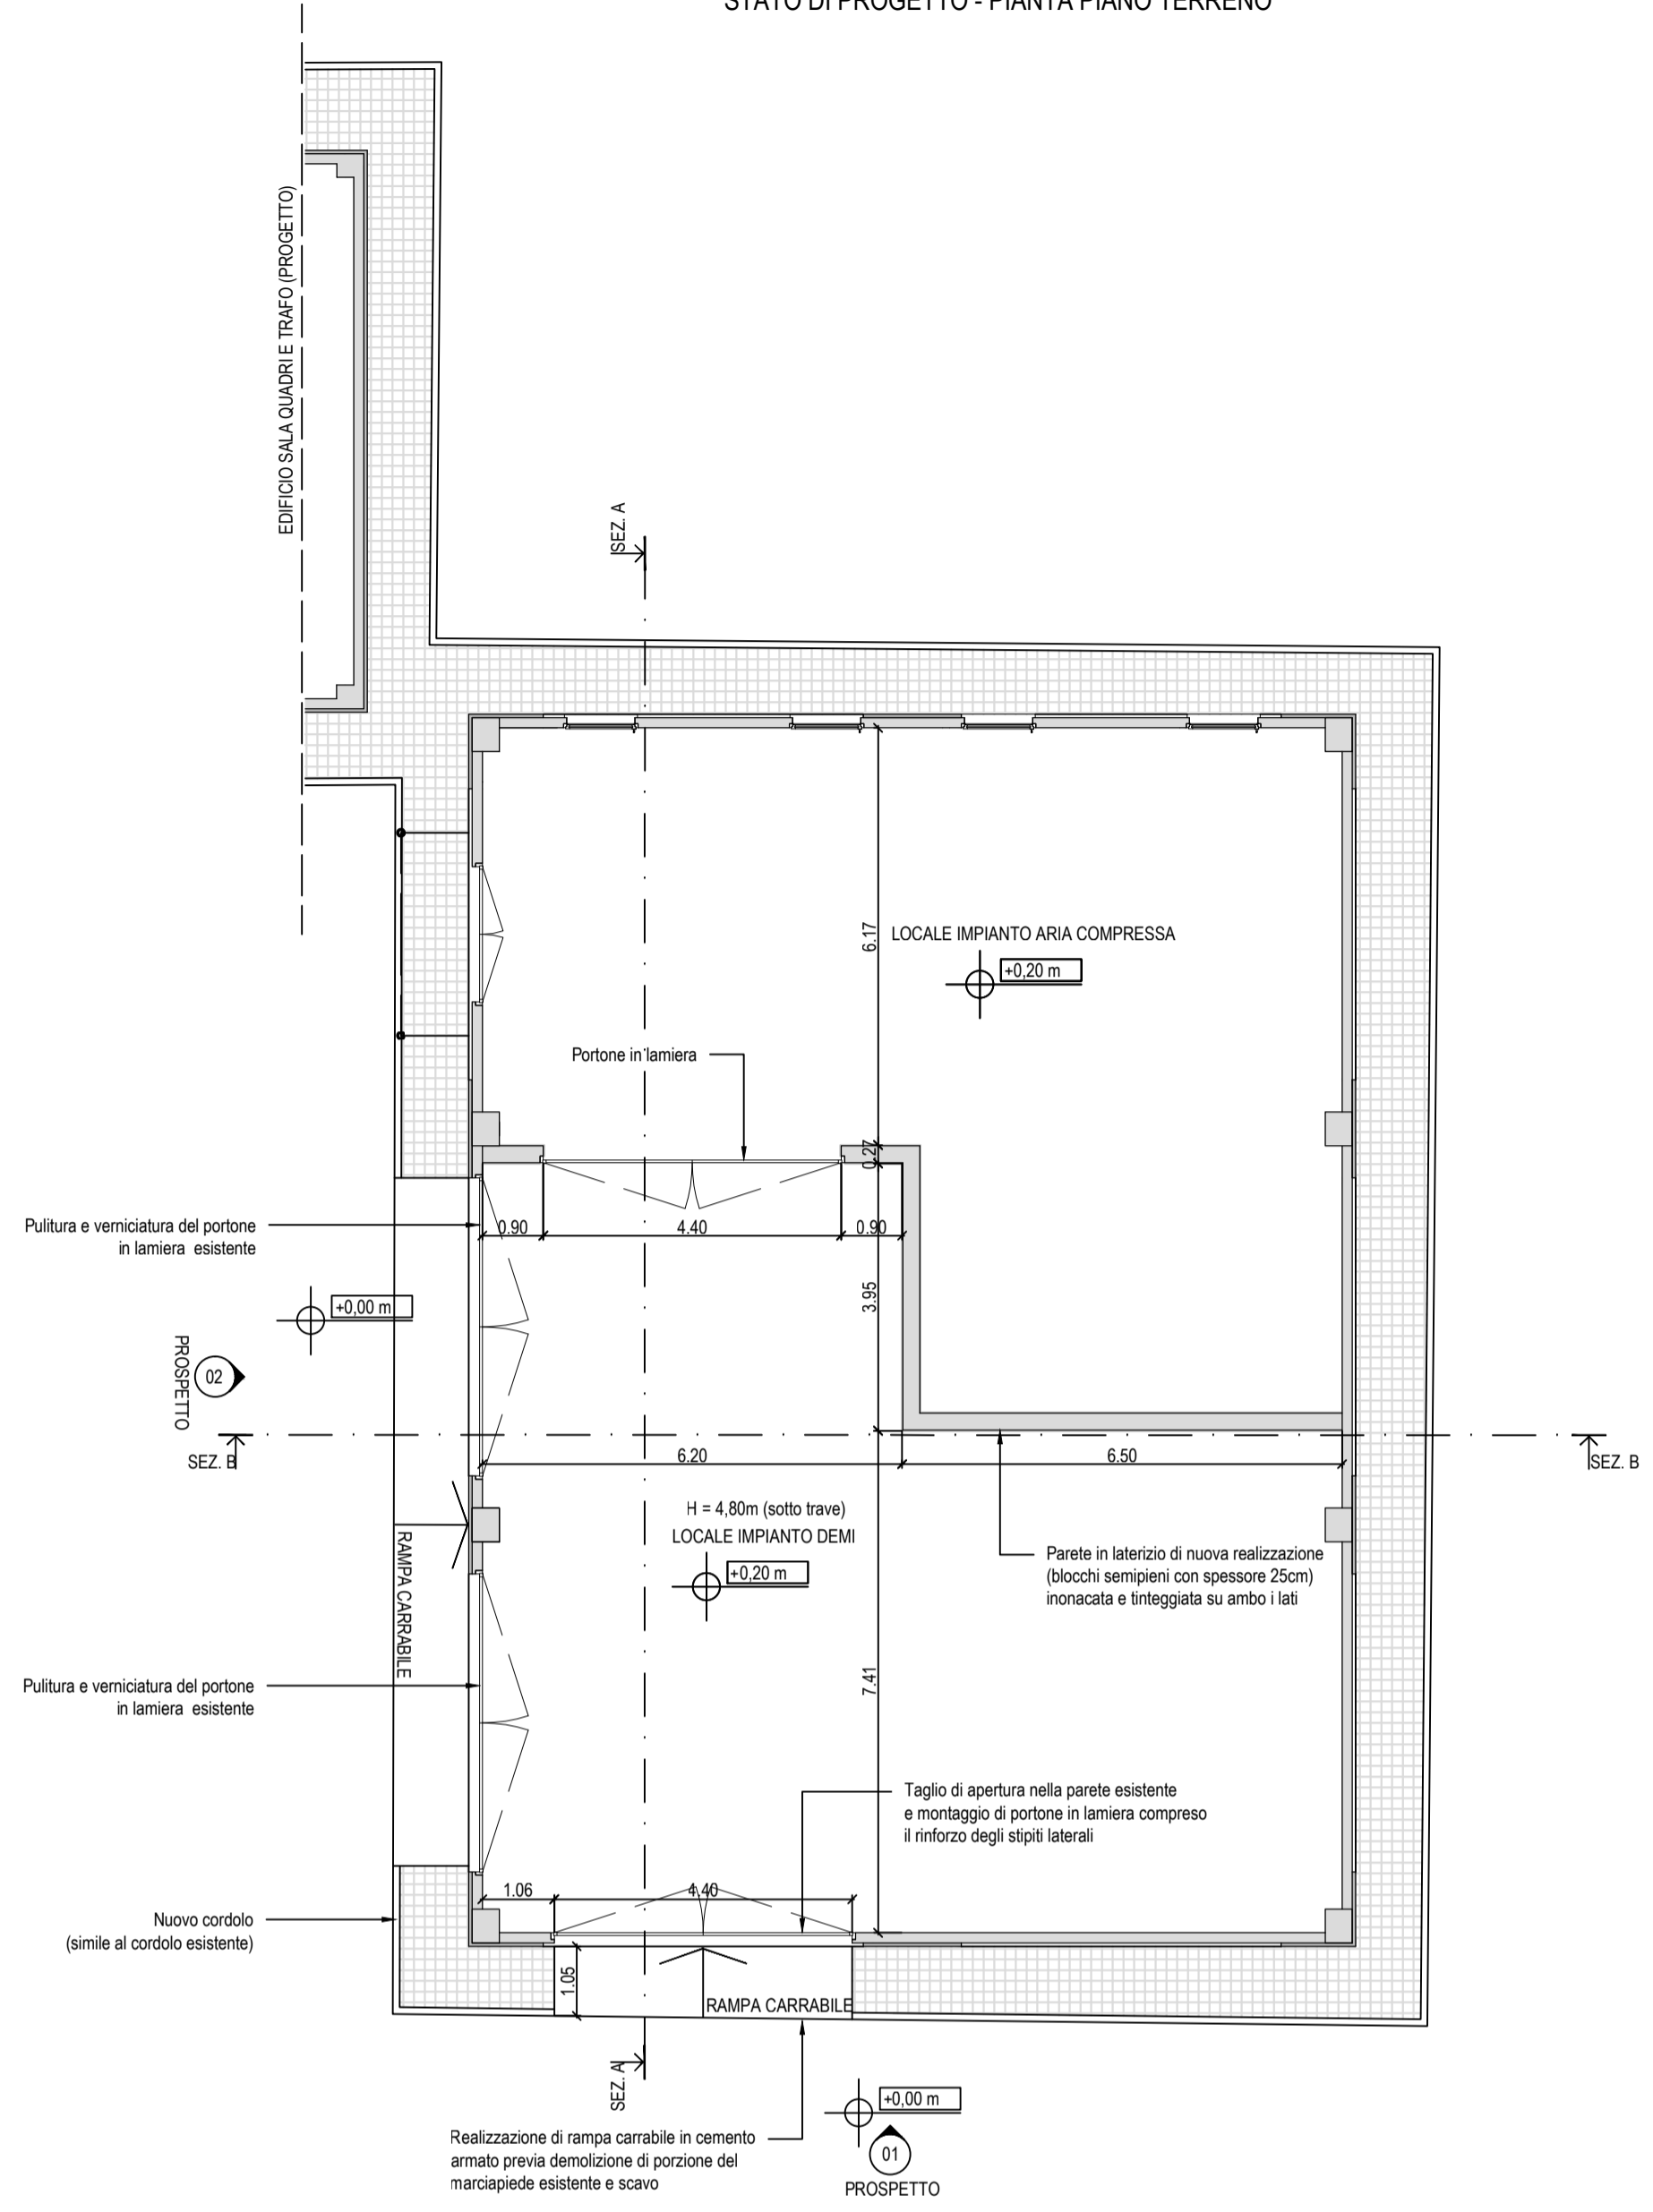 STATO DI PROGETTO - PIANTA PIANO TERRENO
EDIFICIO SALA QUADRI E TRAFO (PROGETTO)
SEZ. A
6.17
LOCALE IMPIANTO ARIA COMPRESSA
+0,20 m
Portone in lamiera
0.27
Pulitura e verniciatura del portone
in lamiera esistente
0.90
4.40
0.90
3.95
+0,00 m
PROSPETTO
02
SEZ. B
6.20
6.50
SEZ. B
H = 4,80m (sotto trave)
LOCALE IMPIANTO DEMI
+0,20 m
RAMPA CARRABILE
Parete in laterizio di nuova realizzazione
(blocchi semipieni con spessore 25cm)
inonacata e tinteggiata su ambo i lati
Pulitura e verniciatura del portone
in lamiera esistente
7.41
Taglio di apertura nella parete esistente
e montaggio di portone in lamiera compreso
il rinforzo degli stipiti laterali
1.06
4.40
Nuovo cordolo
(simile al cordolo esistente)
1.05
RAMPA CARRABILE
SEZ. A
+0,00 m
Realizzazione di rampa carrabile in cemento
armato previa demolizione di porzione del
marciapiede esistente e scavo
01
PROSPETTO